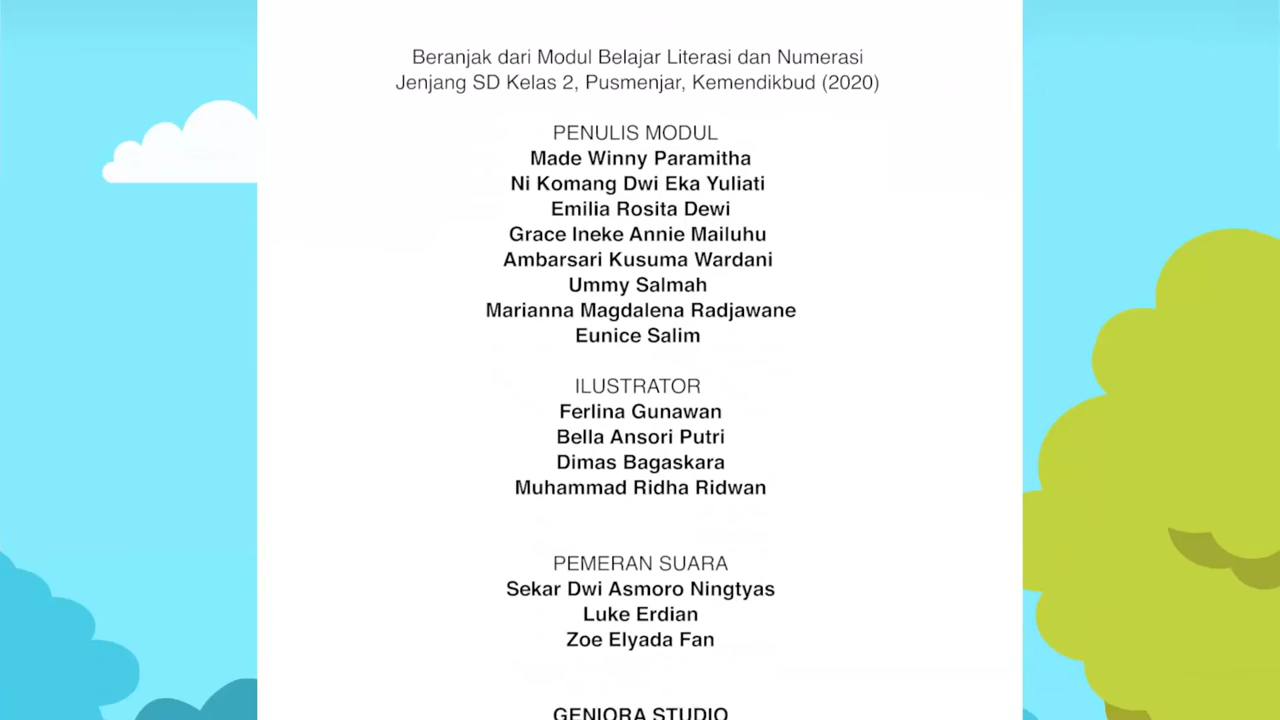 Beranjak dari Modul Belajar Literasi dan Numerasi
Jenjang SD Kelas 2, Pusmenjar, Kemendikbud (2020)
PENULIS MODUL
Made Winny Paramitha
Ni Komang Dwi Eka Yuliati
Emilia Rosita Dewi
Grace Ineke Annie Mailuhu
Ambarsari Kusuma Wardani
Ummy Salmah
Marianna Magdalena Radjawane
Eunice Salim
ILUSTRATOR
Ferlina Gunawan
Bella Ansori Putri
Dimas Bagaskara
Muhammad Ridha Ridwan
PEMERAN SUARA
Sekar Dwi Asmoro Ningtyas
Luke Erdian
Zoe Elyada Fan
GENIORA STUDIO